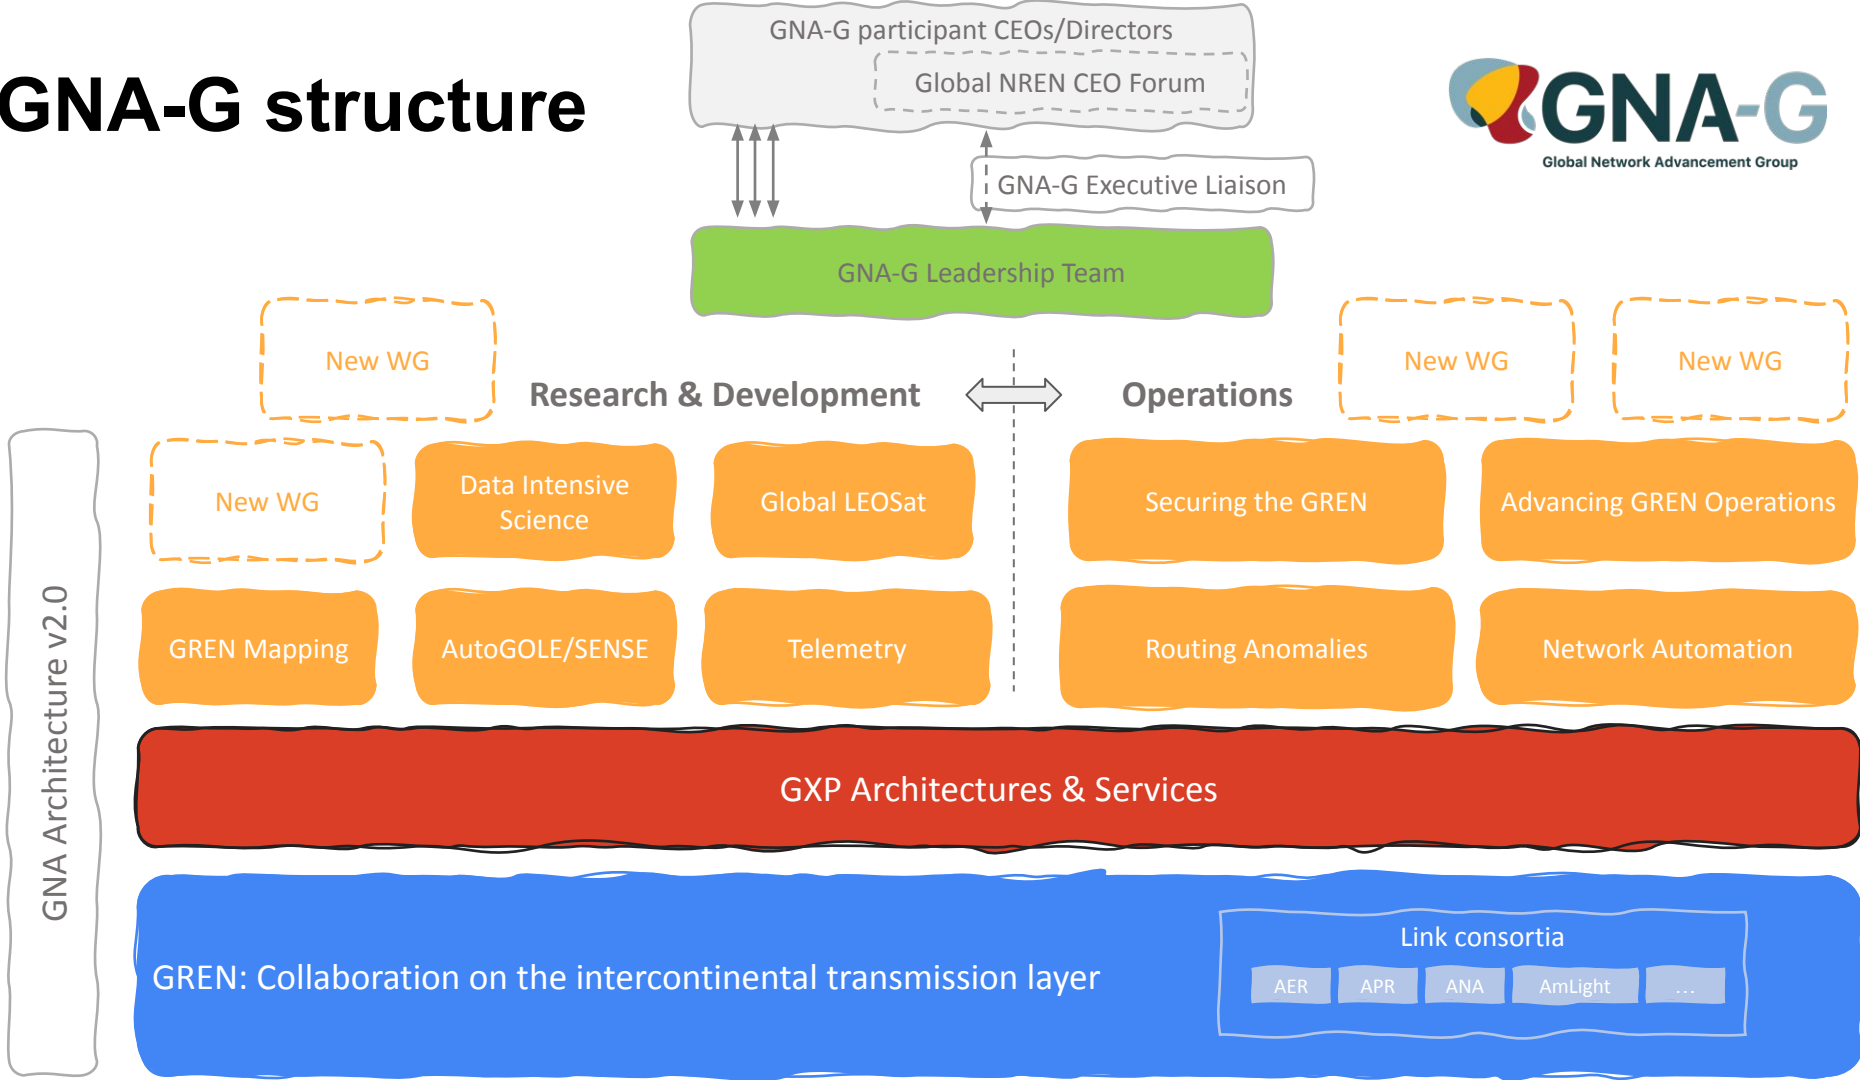 GNA-G participant CEOs/Directors
Global NREN CEO Forum
GNA-G structure
GNA-G
Global Network Advancement Group
GNA-G Executive Liaison
GNA-G Leadership Team
New WG
New WG
New WG
Research & Development
Operations
New WG
Data Intensive
Science
Global LEOSat
Securing the GREN
Advancing GREN Operations
GREN Mapping
AutoGOLE/SENSE
Telemetry
Routing Anomalies
Network Automation
GNA Architecture v2.0
GXP Architectures & Services
GREN: Collaboration on the intercontinental transmission layer
Link consortia
AER
APR
ANA
AmLight
...